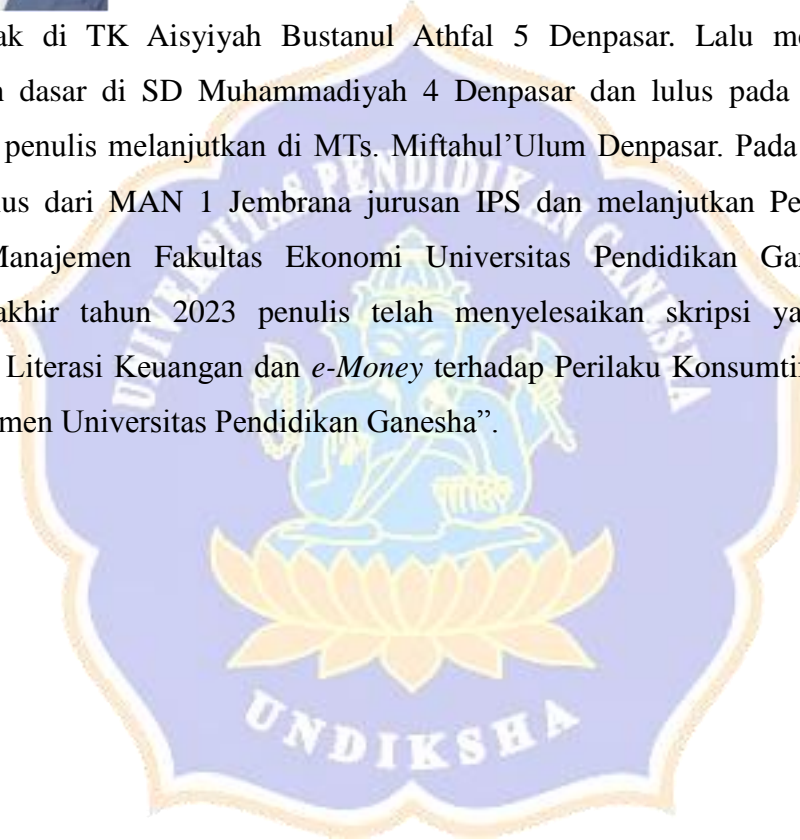 ak di TK Aisyiyah Bustanul Athfal 5 Denpasar. Lalu me
n dasar di SD Muhammadiyah 4 Denpasar dan lulus pada
penulis melanjutkan di MTs. Miftahul’Ulum Denpasar. Pada
us dari MAN 1 Jembrana jurusan IPS dan melanjutkan Pe
Manajemen Fakultas Ekonomi Universitas Pendidikan Ga
akhir tahun 2023 penulis telah menyelesaikan skripsi ya
Literasi Keuangan dan e-Money terhadap Perilaku Konsumti
men Universitas Pendidikan Ganesha”.
UNIVERSITAS PENDIDIKAN GANESHA
UNDIKSHA